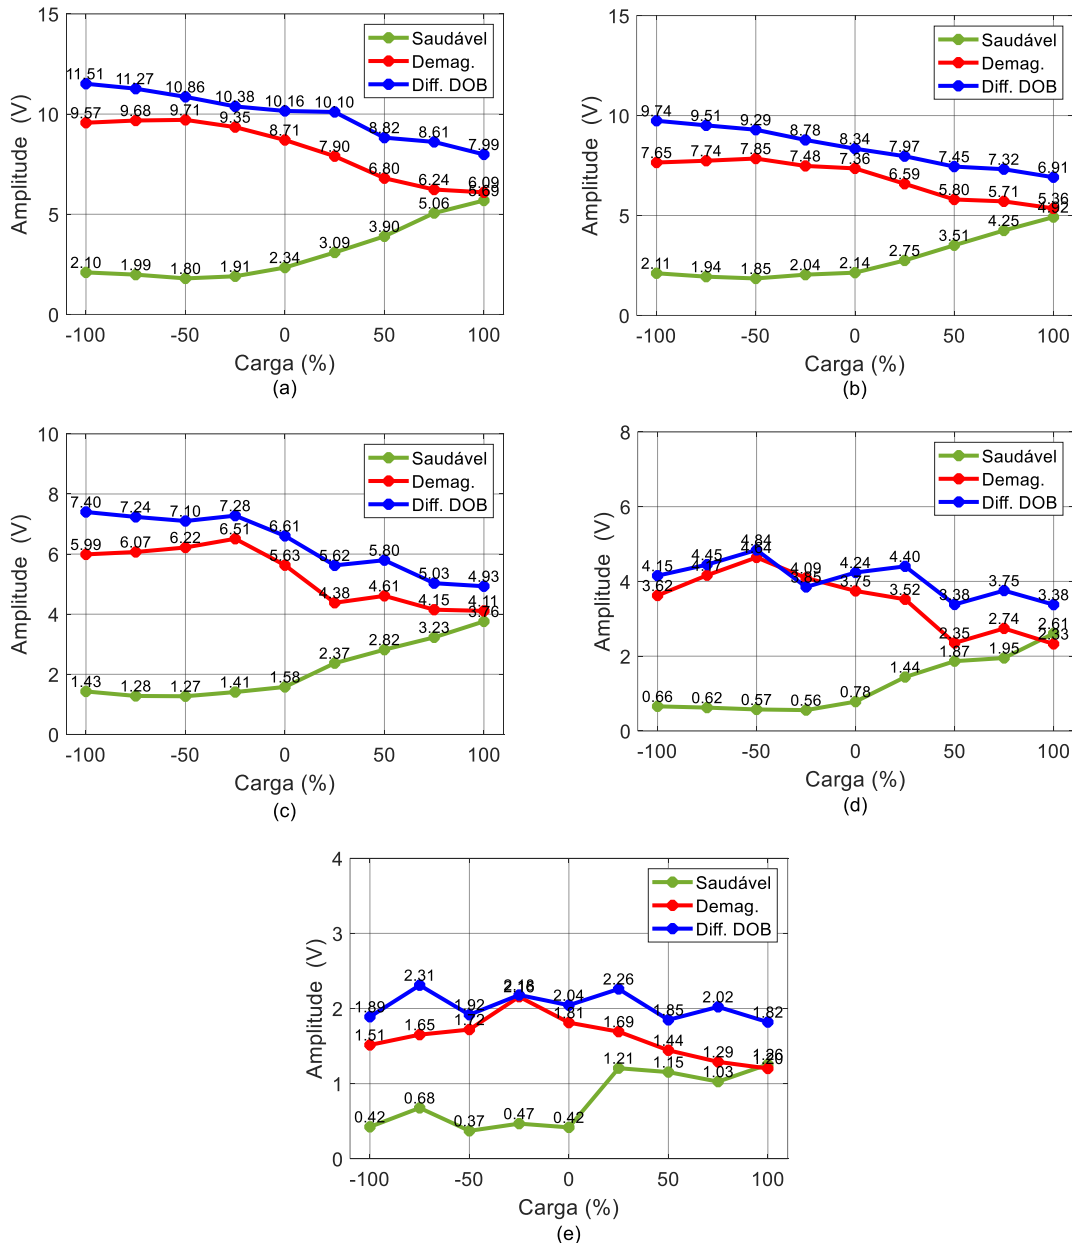 15
10
5
0
Amplitude (V)
11.51 11.27 10.86 10.38 10.16 10.10 8.82 8.61 7.99
9.57 9.68 9.71 9.35 8.71 7.90 6.80 6.24 6.09
2.10 1.99 1.80 1.91 2.34 3.09 3.90 5.06 5.69
Saudável
Demag.
Diff. DOB
-100 -50 0 50 100
Carga (%)
(a)
15
10
5
0
Amplitude (V)
9.74 9.51 9.29 8.78 8.34 7.97 7.45 7.32 6.91
7.65 7.74 7.85 7.48 7.36 6.59 5.80 5.71 5.36
2.11 1.94 1.85 2.04 2.14 2.75 3.51 4.25 4.92
Saudável
Demag.
Diff. DOB
-100 -50 0 50 100
Carga (%)
(b)
10
8
6
4
2
0
Amplitude (V)
7.40 7.24 7.10 7.28 6.61 5.62 5.80 5.03 4.93
5.99 6.07 6.22 6.51 5.63 4.38 4.61 4.15 4.11
1.43 1.28 1.27 1.41 1.58 2.37 2.82 3.23 3.76
Saudável
Demag.
Diff. DOB
-100 -50 0 50 100
Carga (%)
(c)
8
6
4
2
0
Amplitude (V)
4.15 4.45 4.84 3.85 4.24 4.40 3.38 3.75 3.38
3.62 4.09 3.75 3.52 2.35 2.74 2.33
0.66 0.62 0.57 0.56 0.78 1.44 1.87 1.95 2.61
Saudável
Demag.
Diff. DOB
-100 -50 0 50 100
Carga (%)
(d)
4
3
2
1
0
Amplitude (V)
1.89 2.31 1.92 2.18 2.04 2.26 1.85 2.02 1.82
1.51 1.65 1.72 1.81 1.69 1.44 1.29 1.20
0.42 0.68 0.37 0.47 0.42 1.21 1.15 1.03 1.26
Saudável
Demag.
Diff. DOB
-100 -50 0 50 100
Carga (%)
(e)